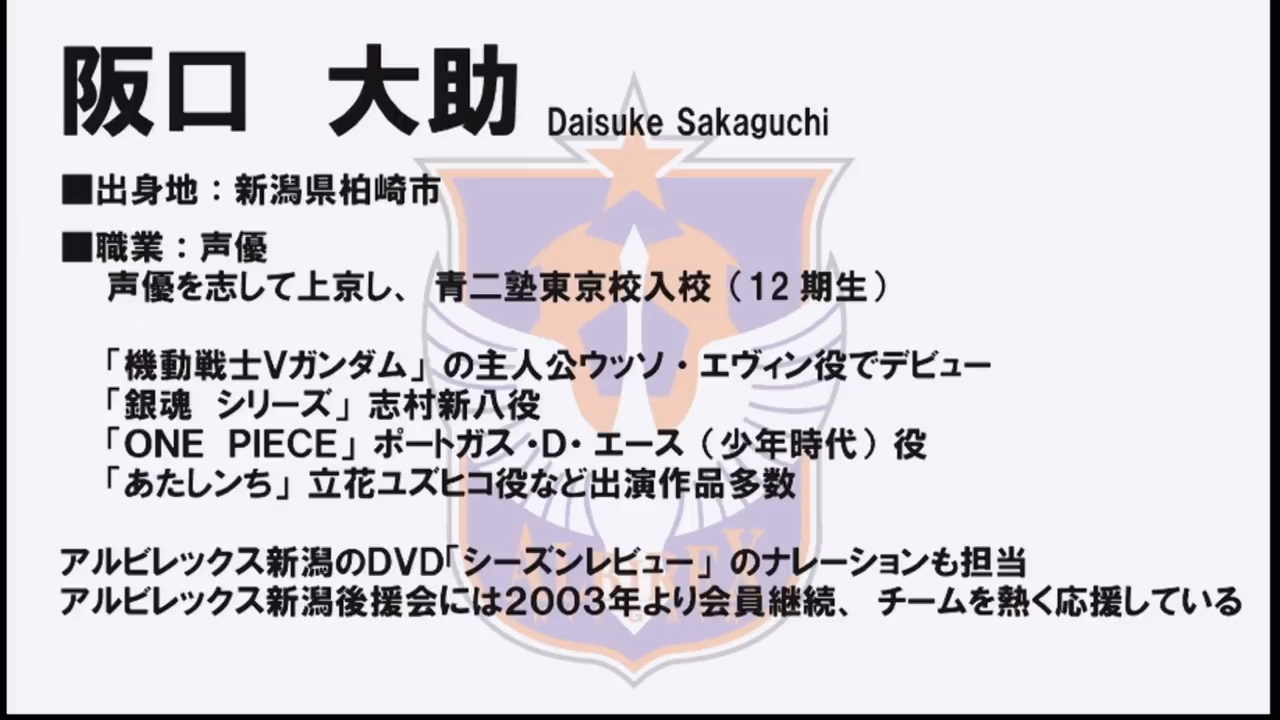 阪口　大助 Daisuke Sakaguchi
■出身地：新潟県柏崎市
■職業：声優
声優を志して上京し、青二塾東京校入校（12期生）
「機動戦士Vガンダム」の主人公ウッソ・エヴィン役でデビュー
「銀魂　シリーズ」志村新八役
「ONE PIECE」ポートガス・D・エース（少年時代）役
「あたしンち」立花ユズヒコ役など出演作品多数
アルビレックス新潟のDVD「シーズンレビュー」のナレーションも担当
アルビレックス新潟後援会には2003年より会員継続、チームを熱く応援している
ALBIREX
NIIGATA